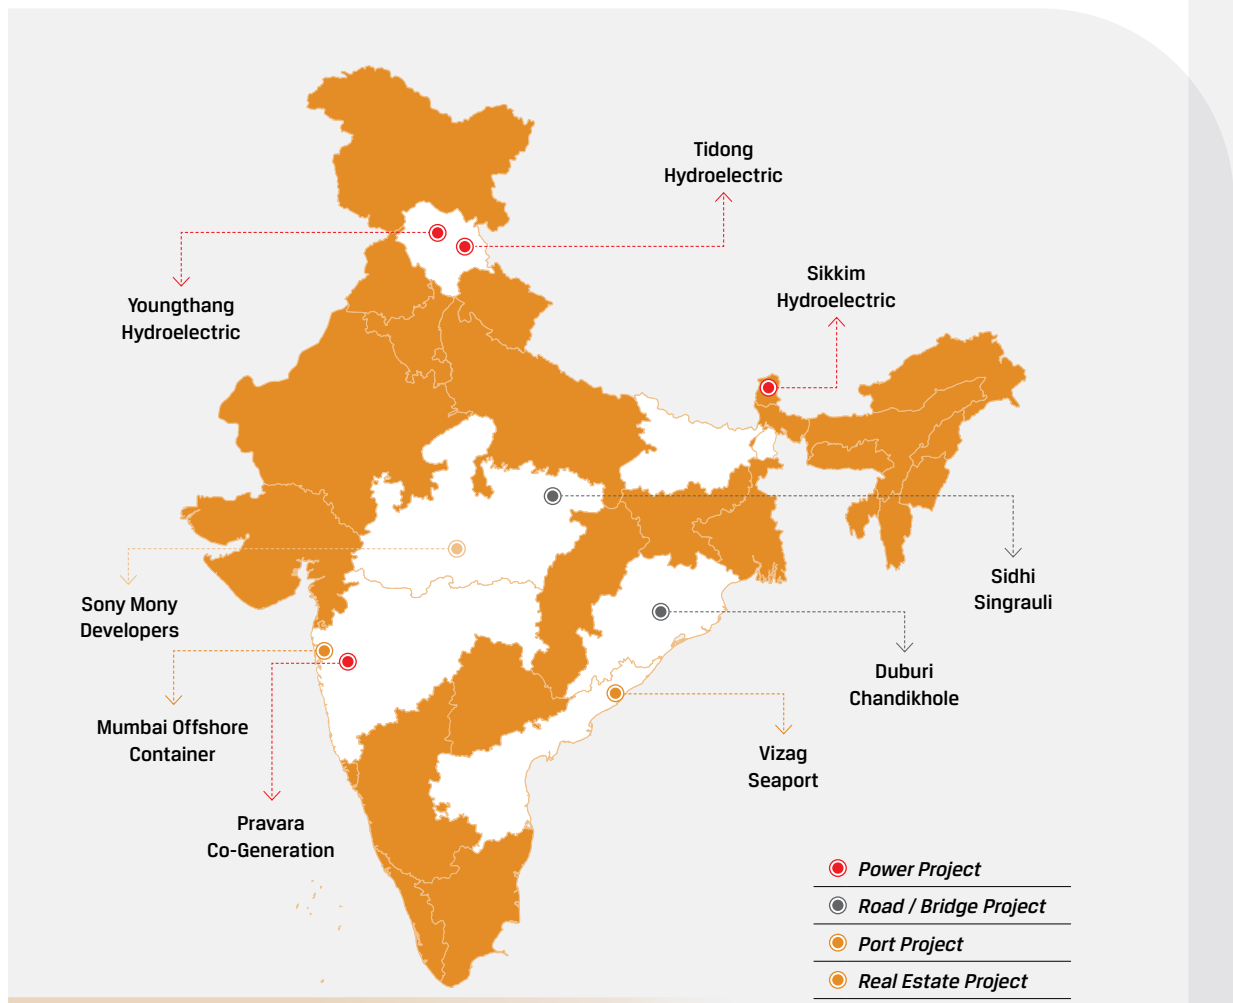 Tidong
Hydroelectric
Sikkim
Hydroelectric
Youngthang
Hydroelectric
Sidhi
Singrauli
Sony Mony
Developers
Duburi
Chandikhole
Mumbai Offshore
Container
Vizag
Seaport
Pravara
Co-Generation
Power Project
Road / Bridge Project
Port Project
Real Estate Project